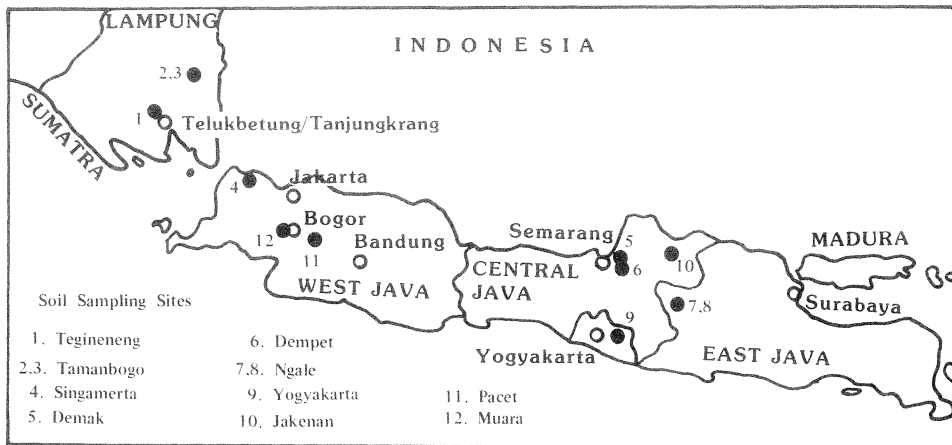 LAMPUNG
INDONESIA
2,3
1
Telukbetung/Tanjungkrang
SUMATRA
4
Jakarta
12
Bogor
11
Bandung
WEST JAVA
Semarang
5
6
10
CENTRAL
JAVA
MADURA
7,8
Surabaya
9
Yogyakarta
EAST JAVA
Soil Sampling Sites
1. Tegineneng
2.3. Tamanbogo
4. Singamerta
5. Demak
6. Dempet
7,8. Ngale
9. Yogyakarta
10. Jakenan
11. Pacet
12. Muara